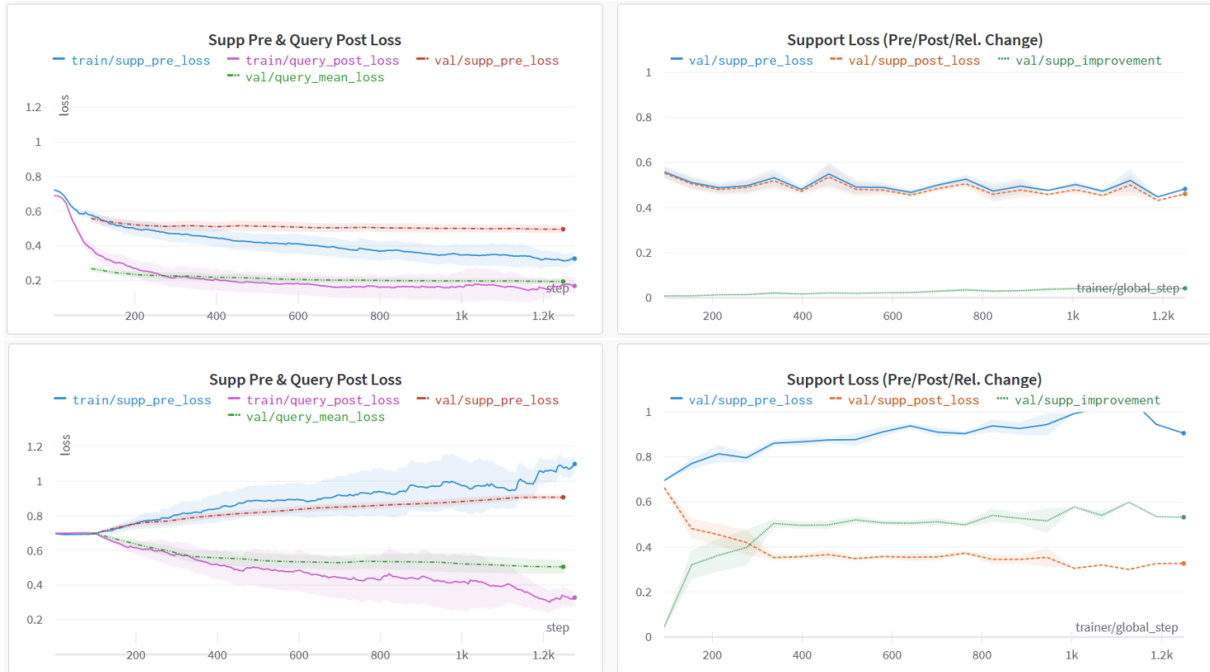 Supp Pre & Query Post Loss
train/supp_pre_loss train/query_post_loss val/supp_pre_loss
val/query_mean_loss
loss
1.2
1
0.8
0.6
0.4
0.2
step
200 400 600 800 1k 1.2k
Support Loss (Pre/Post/Rel. Change)
val/supp_pre_loss val/supp_post_loss val/supp_improvement
1
0.8
0.6
0.4
0.2
0
trainer/global_step
200 400 600 800 1k 1.2k
Supp Pre & Query Post Loss
train/supp_pre_loss train/query_post_loss val/supp_pre_loss
val/query_mean_loss
loss
1.2
1
0.8
0.6
0.4
0.2
step
200 400 600 800 1k 1.2k
Support Loss (Pre/Post/Rel. Change)
val/supp_pre_loss val/supp_post_loss val/supp_improvement
1
0.8
0.6
0.4
0.2
0
trainer/global_step
200 400 600 800 1k 1.2k